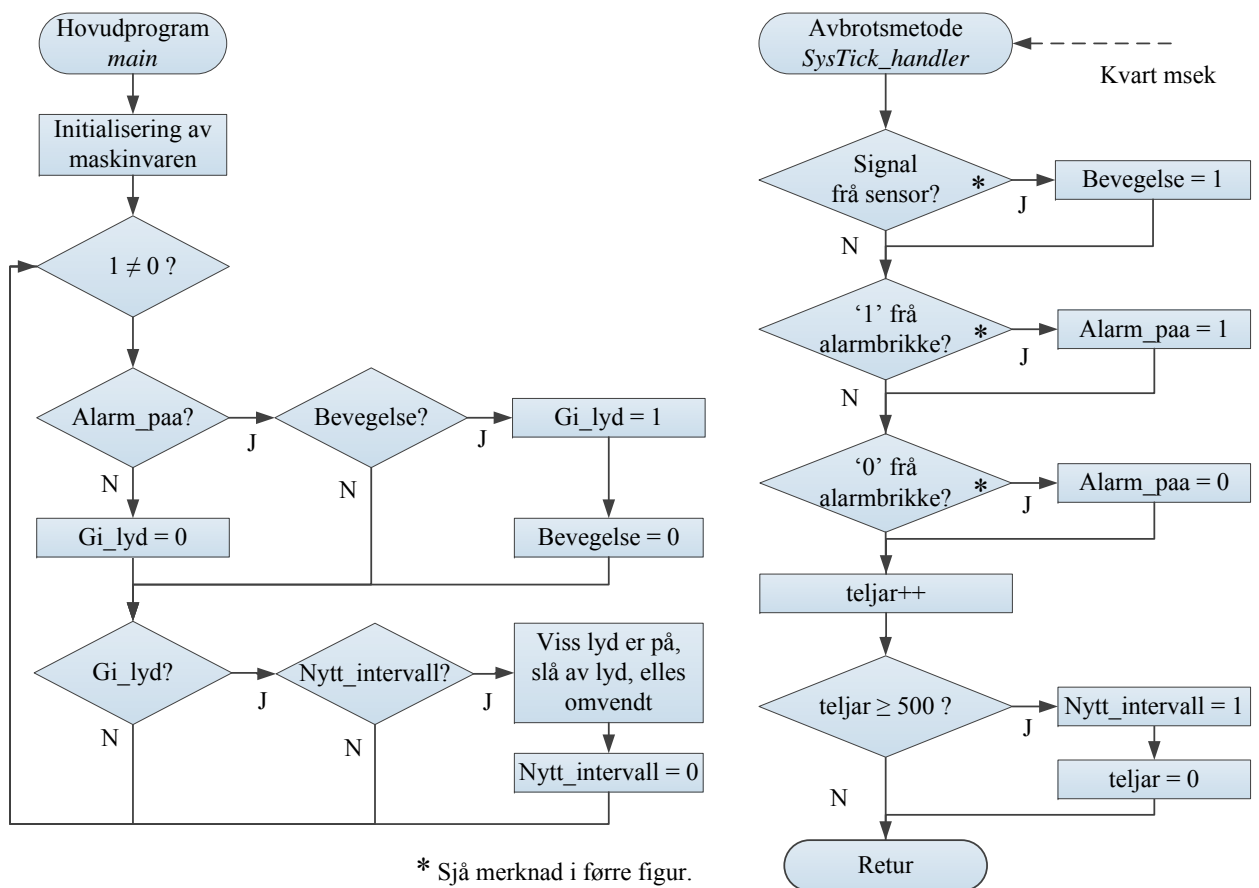 Hovudprogram
main
Initialisering av
maskinvaren
1 ≠ 0 ?
Alarm_paa?
J
N
Bevegelse?
J
N
Gi_lyd = 1
Gi_lyd = 0
Bevegelse = 0
Gi_lyd?
J
N
Nytt_intervall?
J
N
Viss lyd er på,
slå av lyd, elles
omvendt
Nytt_intervall = 0
Avbrotsmetode
SysTick_handler
Kvart msek
Signal
frå sensor? *
J
N
Bevegelse = 1
‘1’ frå
alarmbrikke? *
J
N
Alarm_paa = 1
‘0’ frå
alarmbrikke? *
J
Alarm_paa = 0
teljar++
teljar ≥ 500 ?
J
N
Nytt_intervall = 1
teljar = 0
Retur
* Sjå merknad i førre figur.